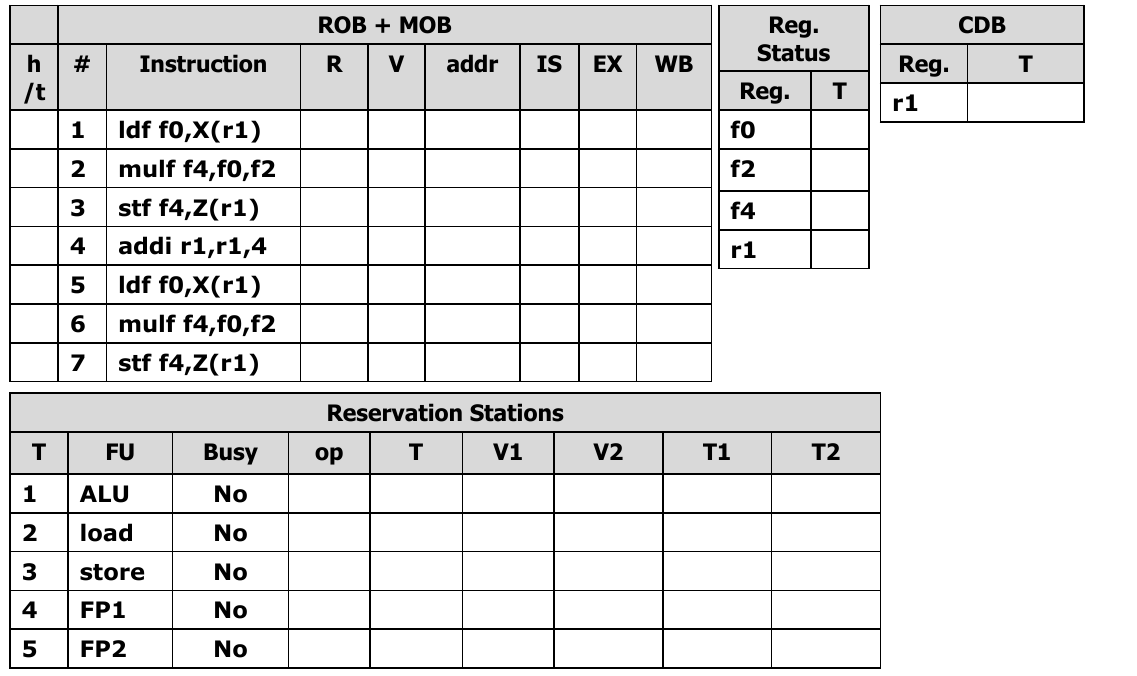 ROB + MOB
h /t # Instruction R V addr IS EX WB
1 ldf f0,X(r1)
2 mulf f4,f0,f2
3 stf f4,Z(r1)
4 addi r1,r1,4
5 ldf f0,X(r1)
6 mulf f4,f0,f2
7 stf f4,Z(r1)
Reg.
Status
Reg. T
f0
f2
f4
r1
CDB
Reg. T
r1
Reservation Stations
T FU Busy op T V1 V2 T1 T2
1 ALU No
2 load No
3 store No
4 FP1 No
5 FP2 No